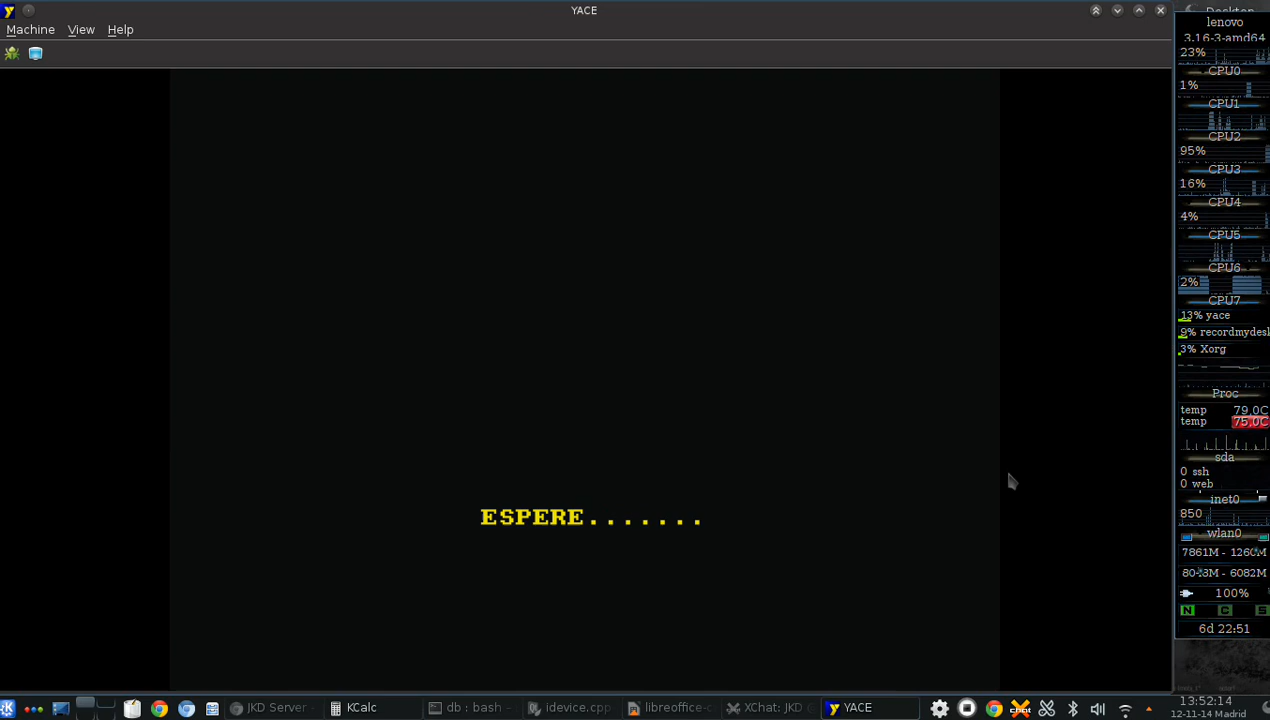 YACE
Machine View Help
ESPERE.......
Desktop
lenovo
3.16-3-amd64
23%
CPU0
1%
CPU1
CPU2
95%
CPU3
16%
CPU4
4%
CPU5
CPU6
2%
CPU7
13% yace
9% recordmydesk
3% Xorg
Proc
temp 79.0C
temp 75.0C
sda
0 ssh
0 web
inet0
850
wlan0
7861M - 1260M
8043M - 6082M
100%
N C S
6d 22:51
JKD Server KCalc db : bash idevice.cpp libreoffice-c XChat: JKD YACE chat
13:52:14
12-11-14 Madrid